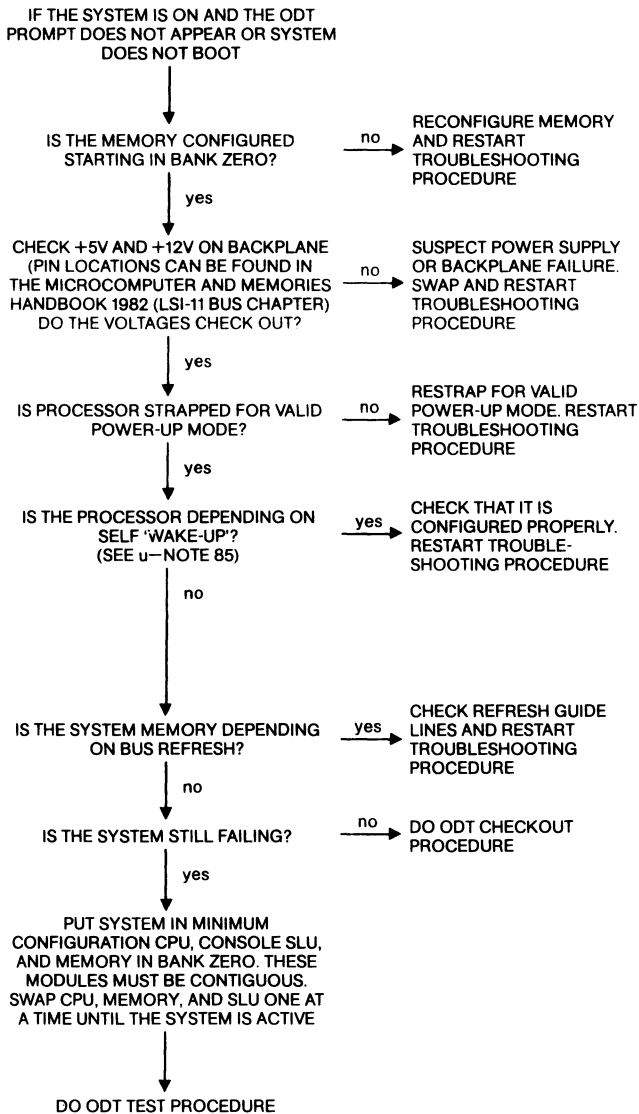 IF THE SYSTEM IS ON AND THE ODT
PROMPT DOES NOT APPEAR OR SYSTEM
DOES NOT BOOT
IS THE MEMORY CONFIGURED
STARTING IN BANK ZERO?
no
RECONFIGURE MEMORY
AND RESTART
TROUBLESHOOTING
PROCEDURE
yes
CHECK +5V AND +12V ON BACKPLANE
(PIN LOCATIONS CAN BE FOUND IN
THE MICROCOMPUTER AND MEMORIES
HANDBOOK 1982 (LSI-11 BUS CHAPTER)
DO THE VOLTAGES CHECK OUT?
no
SUSPECT POWER SUPPLY
OR BACKPLANE FAILURE.
SWAP AND RESTART
TROUBLESHOOTING
PROCEDURE
yes
IS PROCESSOR STRAPPED FOR VALID
POWER-UP MODE?
no
RESTRAP FOR VALID
POWER-UP MODE. RESTART
TROUBLESHOOTING
PROCEDURE
yes
IS THE PROCESSOR DEPENDING ON
SELF 'WAKE-UP'?
(SEE u—NOTE 85)
yes
CHECK THAT IT IS
CONFIGURED PROPERLY.
RESTART TROUBLE-
SHOOTING PROCEDURE
no
IS THE SYSTEM MEMORY DEPENDING
ON BUS REFRESH?
yes
CHECK REFRESH GUIDE
LINES AND RESTART
TROUBLESHOOTING
PROCEDURE
no
IS THE SYSTEM STILL FAILING?
no
DO ODT CHECKOUT
PROCEDURE
yes
PUT SYSTEM IN MINIMUM
CONFIGURATION CPU, CONSOLE SLU,
AND MEMORY IN BANK ZERO. THESE
MODULES MUST BE CONTIGUOUS.
SWAP CPU, MEMORY, AND SLU ONE AT
A TIME UNTIL THE SYSTEM IS ACTIVE
DO ODT TEST PROCEDURE